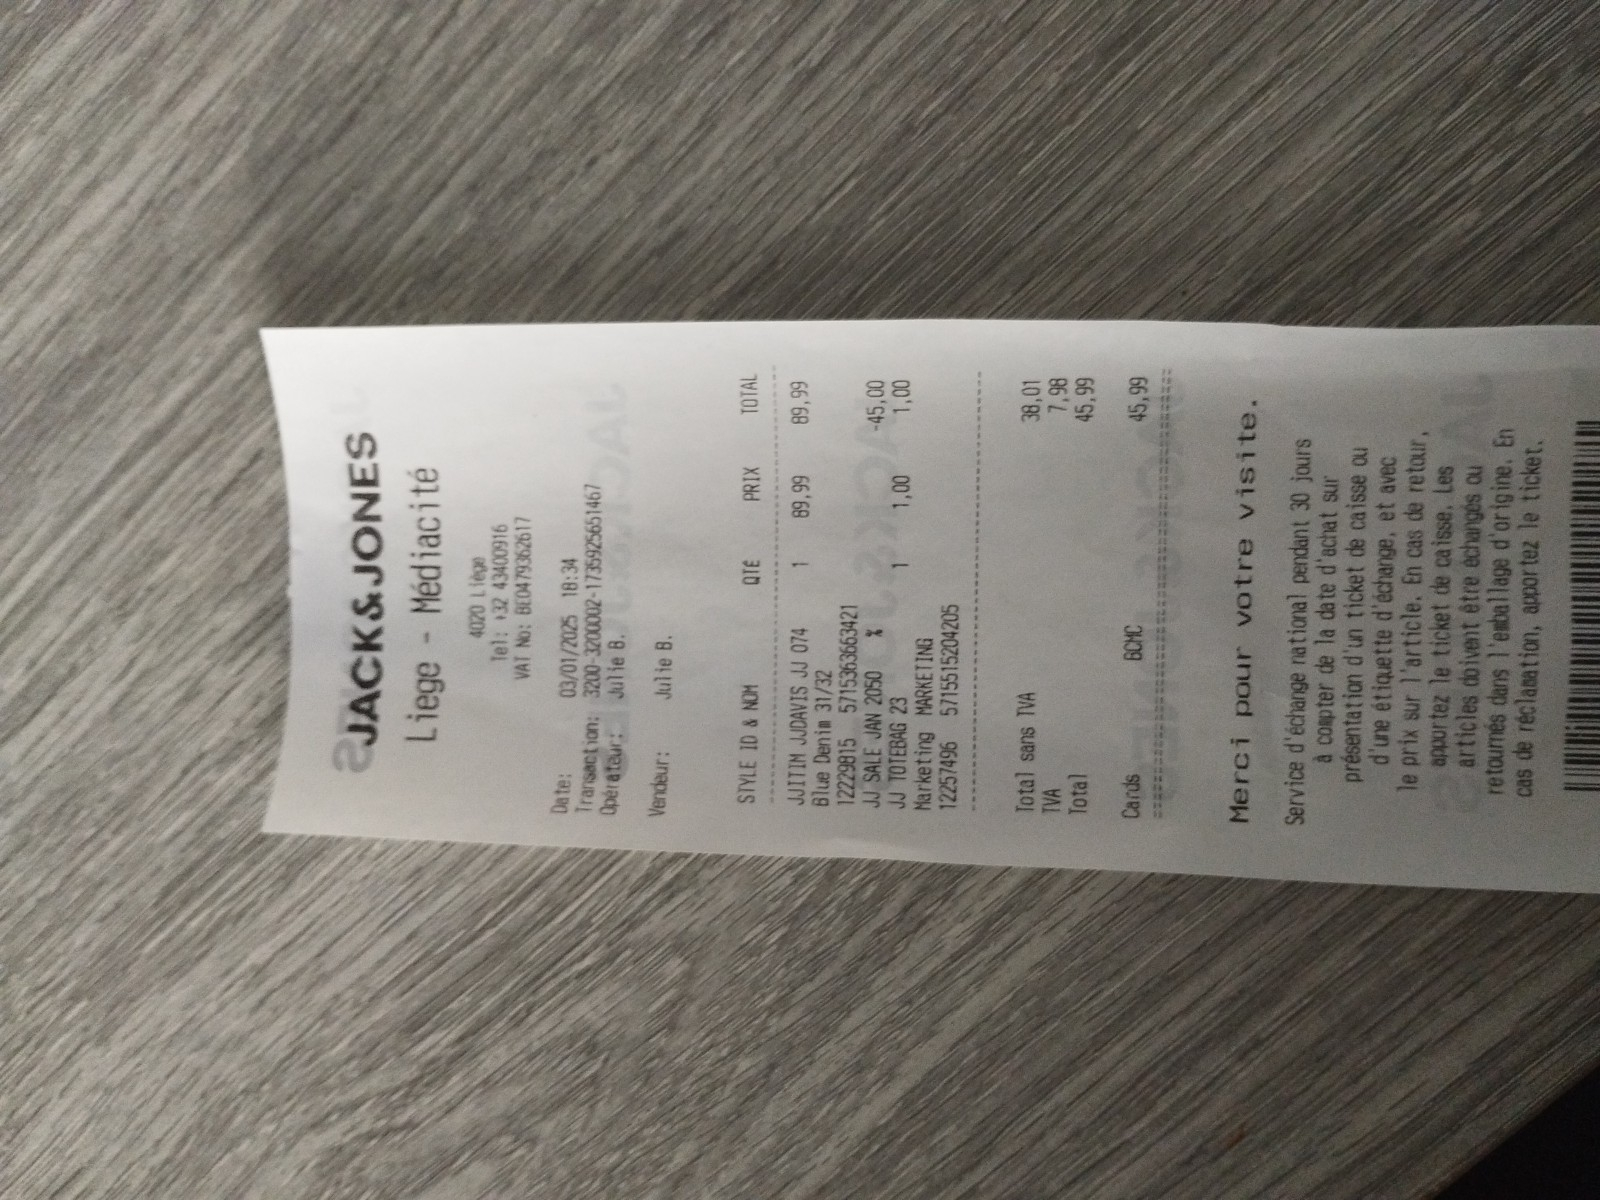 JACK&JONES
Liege - Médiacité
4020 Liège
Tel: +32 43400916
VAT No: BE0479362617
Date: 03/01/2025 18:34
Transaction: 3200-3200002-1735925651467
Opérateur: Julie B.
Vendeur: Julie B.
STYLE ID & NOM QTE PRIX TOTAL
JJITIM JJDAVIS JJ 074 1 89,99 89,99
Blue Denim 31/32
12229815 5715363663421
JJ SALE JAN 2050 % -45,00
JJ TOTEBAG 23 1 1,00 1,00
Marketing MARKETING
12257496 5715515204205
Total sans TVA 38,01
TVA 7,98
Total 45,99
Cards BCMC 45,99
Merci pour votre visite.
Service d'échange national pendant 30 jours
à compter de la date d'achat sur
présentation d'un ticket de caisse ou
d'une étiquette d'échange, et avec
le prix sur l'article. En cas de retour,
apportez le ticket de caisse. Les
articles doivent être échangés ou
retournés dans l'emballage d'origine. En
cas de réclamation, apportez le ticket.